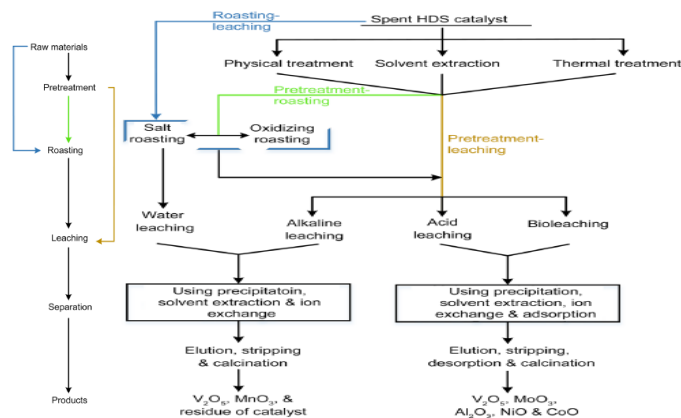 Raw materials
Pretreatment
Roasting
Leaching
Separation
Products
Roasting-
leaching
Spent HDS catalyst
Physical treatment
Solvent extraction
Thermal treatment
Pretreatment-
roasting
Salt
roasting
Oxidizing
roasting
Pretreatment-
leaching
Water
leaching
Alkaline
leaching
Acid
leaching
Bioleaching
Using precipitatoin,
solvent extraction & ion
exchange
Using precipitation,
solvent extraction, ion
exchange & adsorption
Elution, stripping
& calcination
Elution, stripping,
desorption & calcination
V₂O₅, MnO₃, &
residue of catalyst
V₂O₅, MoO₃,
Al₂O₃, NiO & CoO